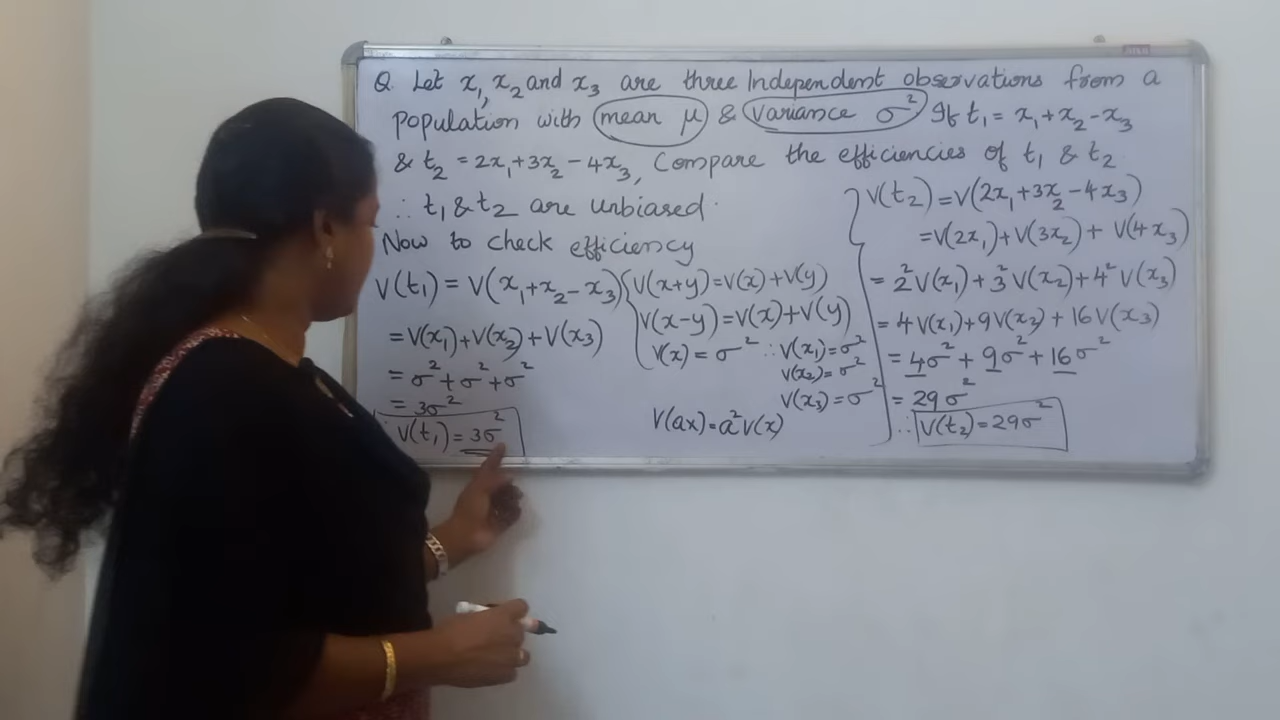 Q. Let x₁, x₂ and x₃ are three Independent observations from a
population with mean μ & variance σ² If t₁ = x₁+x₂-x₃
& t₂ = 2x₁+3x₂-4x₃, Compare the efficiencies of t₁ & t₂.
∴ t₁ & t₂ are unbiased.
Now to check efficiency
V(t₁) = V(x₁+x₂-x₃)
= V(x₁)+V(x₂)+V(x₃)
= σ²+σ²+σ²
= 3σ²
V(t₁) = 3σ²
V(x+y)=V(x)+V(y)
V(x-y)=V(x)+V(y)
V(x) = σ² ∴ V(x₁)=σ²
V(x₂)=σ²
V(x₃)=σ²
V(ax)=a²V(x)
V(t₂)=V(2x₁+3x₂-4x₃)
=V(2x₁)+V(3x₂)+V(4x₃)
= 2²V(x₁)+3²V(x₂)+4²V(x₃)
= 4V(x₁)+9V(x₂)+16V(x₃)
= 4σ²+9σ²+16σ²
= 29σ²
∴ V(t₂)=29σ²